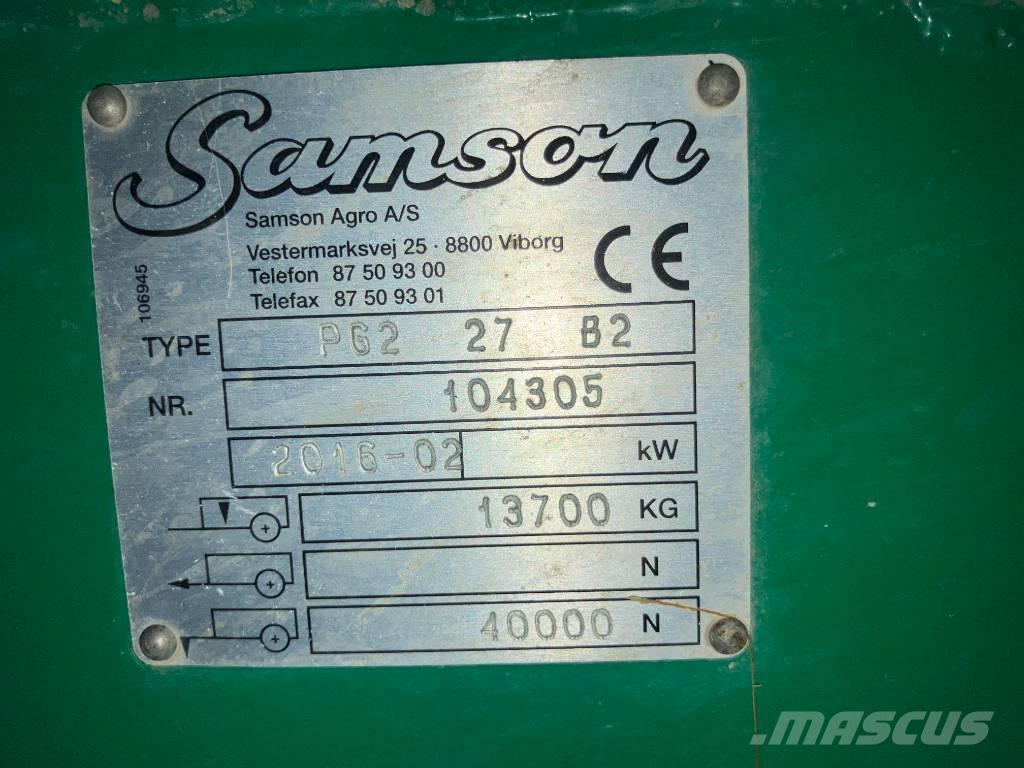 Samson
Samson Agro A/S
Vestermarksvej 25 · 8800 Viborg
Telefon 87 50 93 00
Telefax 87 50 93 01
CE
106945
TYPE PG2 27 B2
NR. 104305
2016-02 kW
13700 KG
N
40000 N
.MASCUS